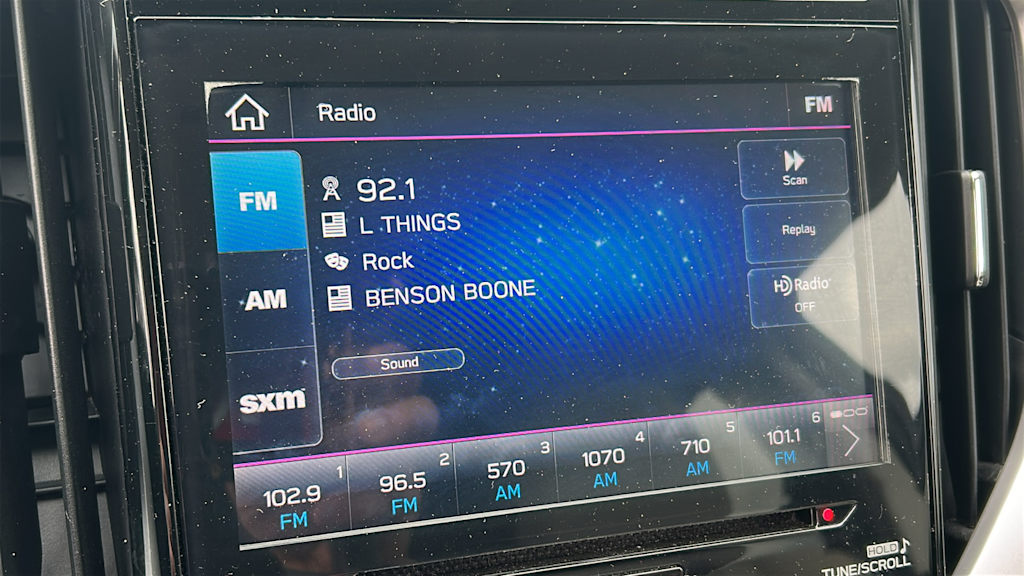 Radio FM
FM
AM
sxm
92.1
L THINGS
Rock
BENSON BOONE
Sound
Scan
Replay
HD Radio
OFF
1 2 3 4 5 6
102.9 96.5 570 1070 710 101.1
FM FM AM AM AM FM
HOLD
TUNE/SCROLL